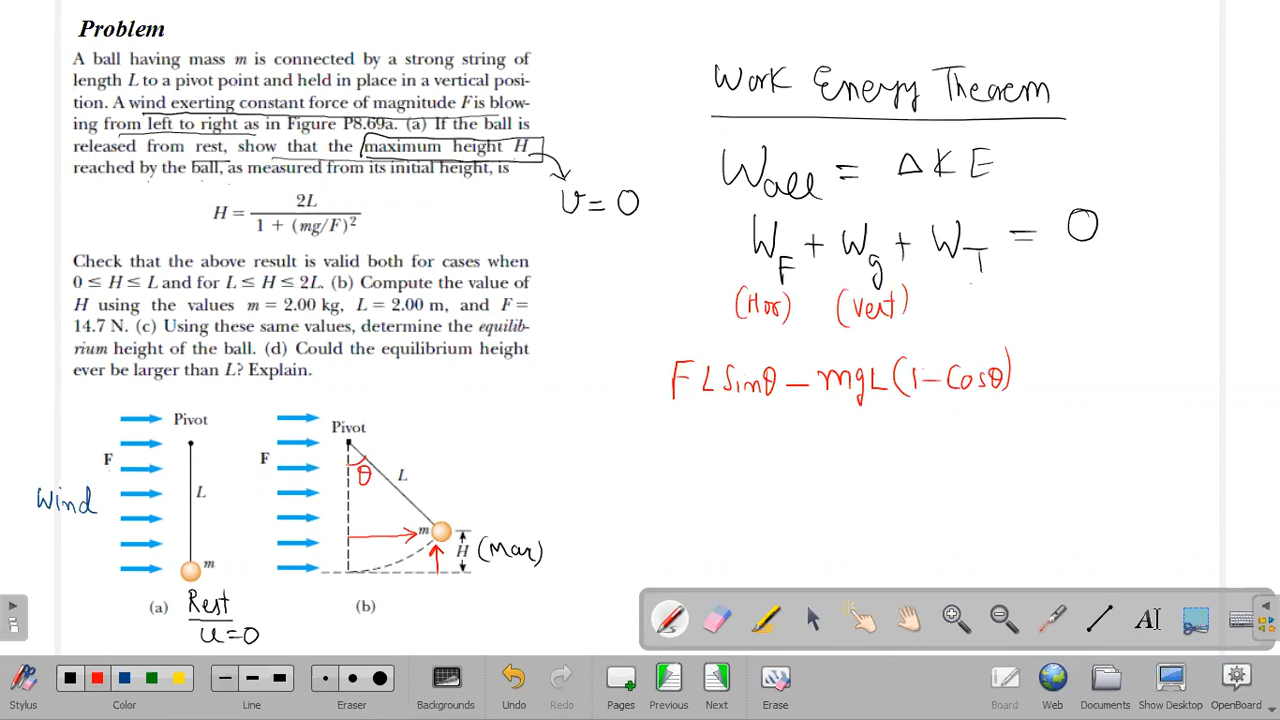 Problem
A ball having mass m is connected by a strong string of
length L to a pivot point and held in place in a vertical posi-
tion. A wind exerting constant force of magnitude F is blow-
ing from left to right as in Figure P8.69a. (a) If the ball is
released from rest, show that the maximum height H
reached by the ball, as measured from its initial height, is
H = 2L / 1 + (mg/F)²
v = 0
Check that the above result is valid both for cases when
0 ≤ H ≤ L and for L ≤ H ≤ 2L. (b) Compute the value of
H using the values m = 2.00 kg, L = 2.00 m, and F =
14.7 N. (c) Using these same values, determine the equilib-
rium height of the ball. (d) Could the equilibrium height
ever be larger than L? Explain.
Pivot
F
L
m
Wind
(a)
Rest
u=0
Pivot
F
θ
L
m
H (Max)
(b)
Work Energy Theorem
Wall = ΔKE
WF + Wg + WT = 0
(Hor) (Vert)
FLSinθ – mgL(1–Cosθ)
Stylus
Color
Line
Eraser
Backgrounds
Undo
Redo
Pages
Previous
Next
Erase
Board
Web
Documents
Show Desktop
OpenBoard